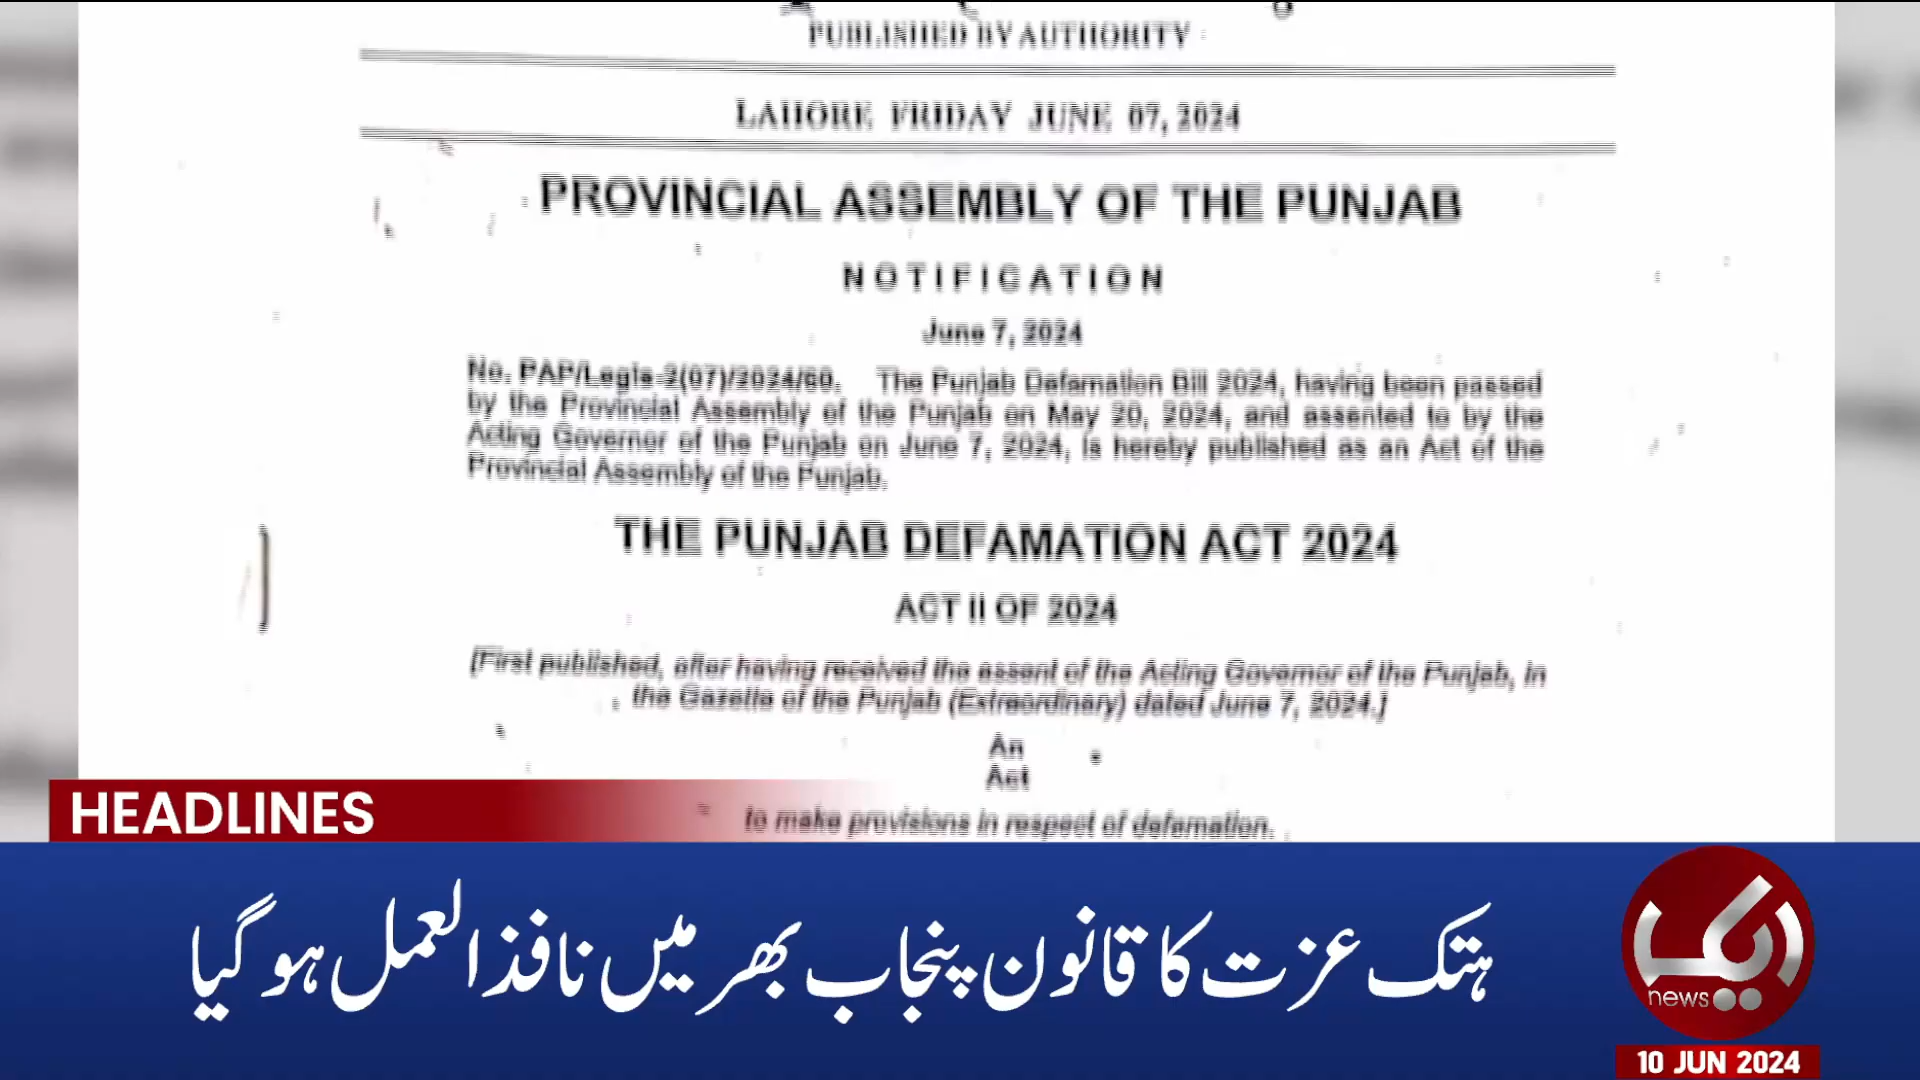 PUBLISHED BY AUTHORITY
LAHORE FRIDAY JUNE 07, 2024
PROVINCIAL ASSEMBLY OF THE PUNJAB
NOTIFICATION
June 7, 2024
No. PAP/Legis-2(07)/2024/60. The Punjab Defamation Bill 2024, having been passed
by the Provincial Assembly of the Punjab on May 20, 2024, and assented to by the
Acting Governor of the Punjab on June 7, 2024, is hereby published as an Act of the
Provincial Assembly of the Punjab.
THE PUNJAB DEFAMATION ACT 2024
ACT II OF 2024
[First published, after having received the assent of the Acting Governor of the Punjab, in
the Gazette of the Punjab (Extraordinary) dated June 7, 2024.]
An
Act
to make provisions in respect of defamation.
HEADLINES
ہتک عزت کا قانون پنجاب بھر میں نافذالعمل ہوگیا
ایک
news
10 JUN 2024